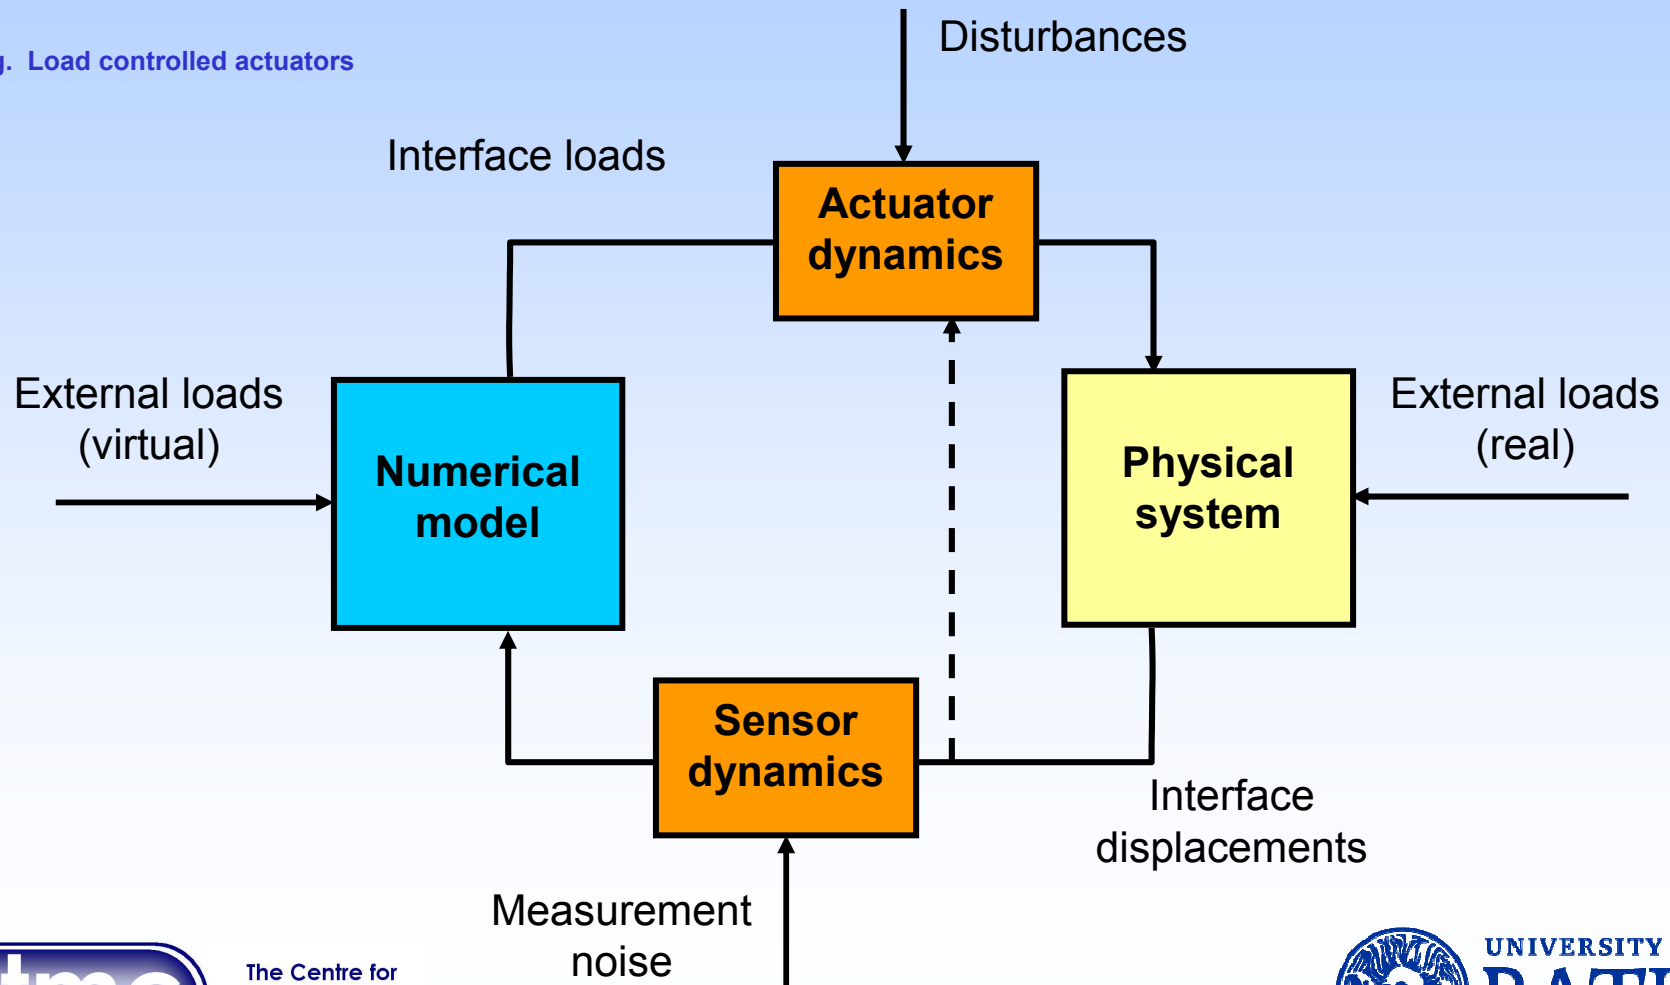 Load controlled actuators
Disturbances
Interface loads
Actuator
dynamics
External loads
(virtual)
Numerical
model
Physical
system
External loads
(real)
Sensor
dynamics
Interface
displacements
Measurement
noise
The Centre for
UNIVERSITY